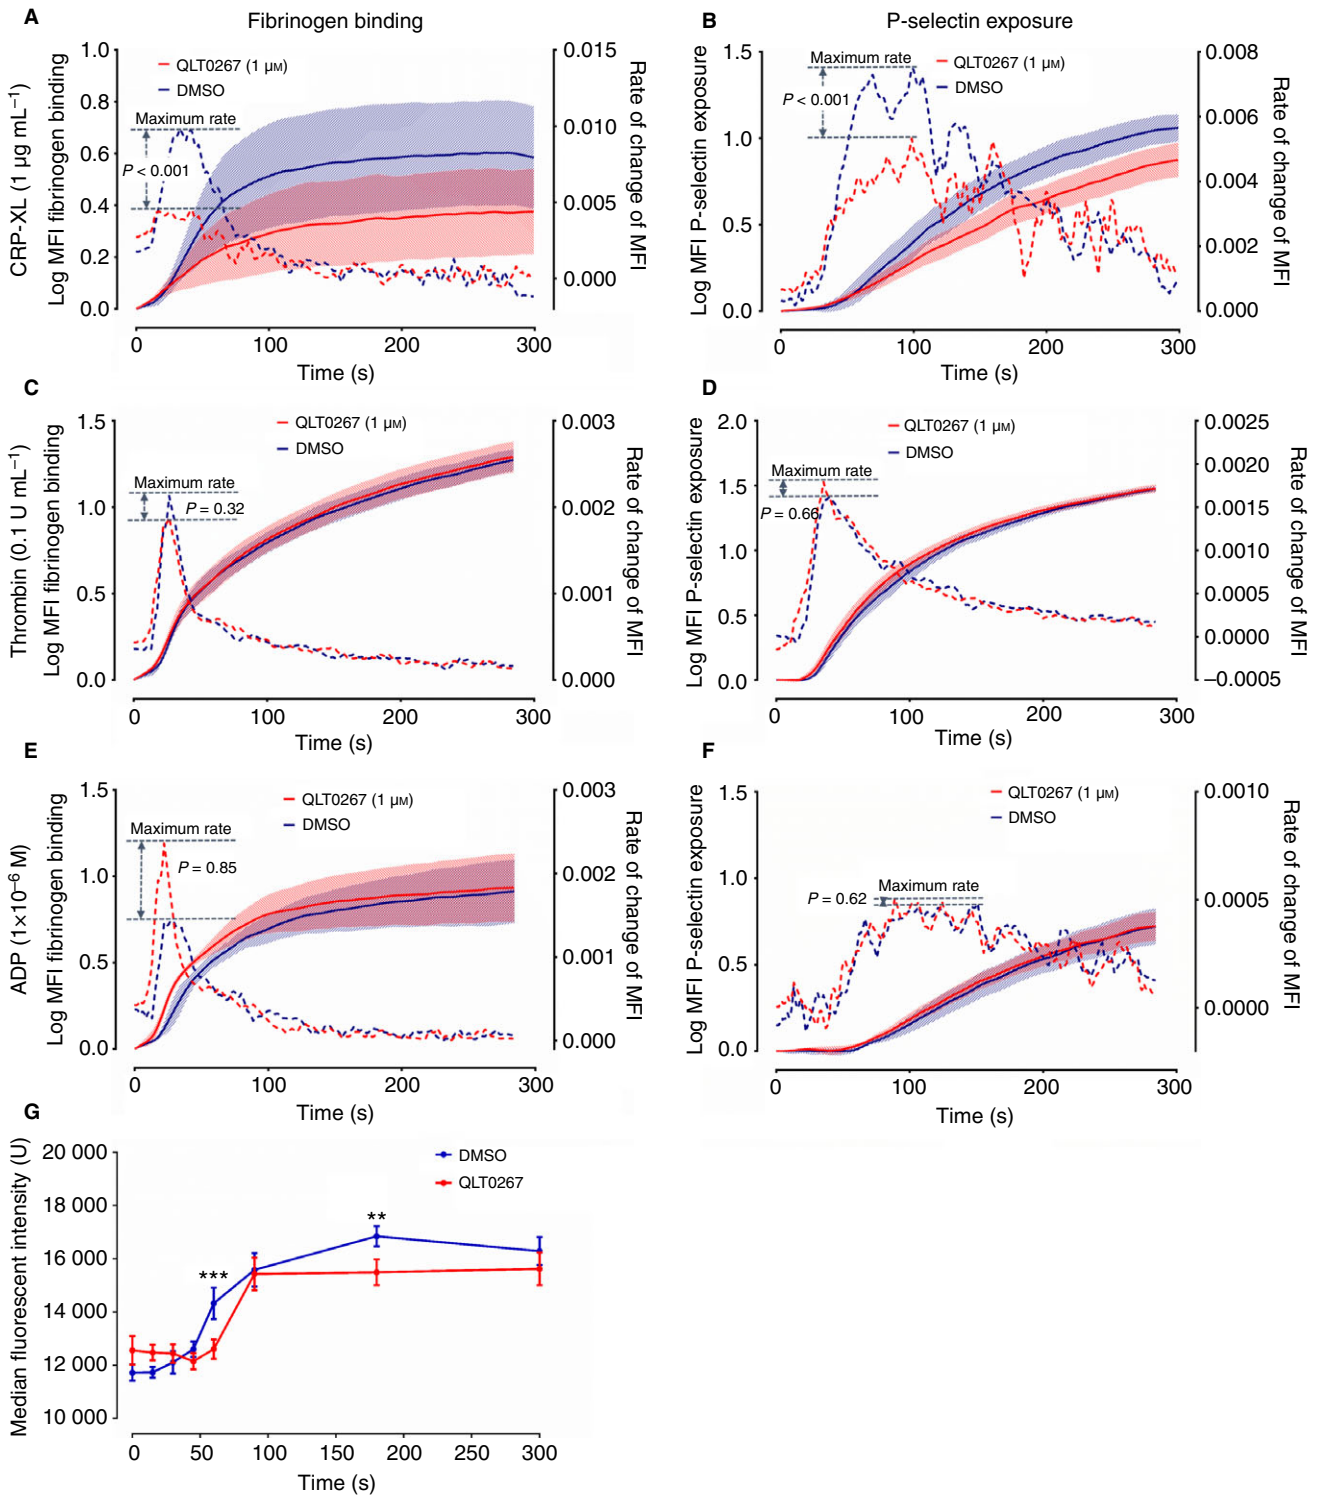 A
Fibrinogen binding
CRP-XL (1 µg mL⁻¹)
Log MFI fibrinogen binding
1.0
0.8
0.6
0.4
0.2
0.0
QLT0267 (1 µM)
DMSO
Maximum rate
P < 0.001
0.015
0.010
0.005
0.000
Rate of change of MFI
0
100
200
300
Time (s)
B
P-selectin exposure
Log MFI P-selectin exposure
1.5
1.0
0.5
0.0
Maximum rate
P < 0.001
QLT0267 (1 µM)
DMSO
0.008
0.006
0.004
0.002
0.000
Rate of change of MFI
0
100
200
300
Time (s)
C
Thrombin (0.1 U mL⁻¹)
Log MFI fibrinogen binding
1.5
1.0
0.5
0.0
QLT0267 (1 µM)
DMSO
Maximum rate
P = 0.32
0.003
0.002
0.001
0.000
Rate of change of MFI
0
100
200
300
Time (s)
D
Log MFI P-selectin exposure
2.0
1.5
1.0
0.5
0.0
QLT0267 (1 µM)
DMSO
Maximum rate
P = 0.66
0.0025
0.0020
0.0015
0.0010
0.0005
0.0000
–0.0005
Rate of change of MFI
0
100
200
300
Time (s)
E
ADP (1×10⁻⁶ M)
Log MFI fibrinogen binding
1.5
1.0
0.5
0.0
QLT0267 (1 µM)
DMSO
Maximum rate
P = 0.85
0.003
0.002
0.001
0.000
Rate of change of MFI
0
100
200
300
Time (s)
F
Log MFI P-selectin exposure
1.5
1.0
0.5
0.0
QLT0267 (1 µM)
DMSO
Maximum rate
P = 0.62
0.0010
0.0005
0.0000
Rate of change of MFI
0
100
200
300
Time (s)
G
Median fluorescent intensity (U)
20 000
18 000
16 000
14 000
12 000
10 000
DMSO
QLT0267
***
**
0
50
100
150
200
250
300
Time (s)